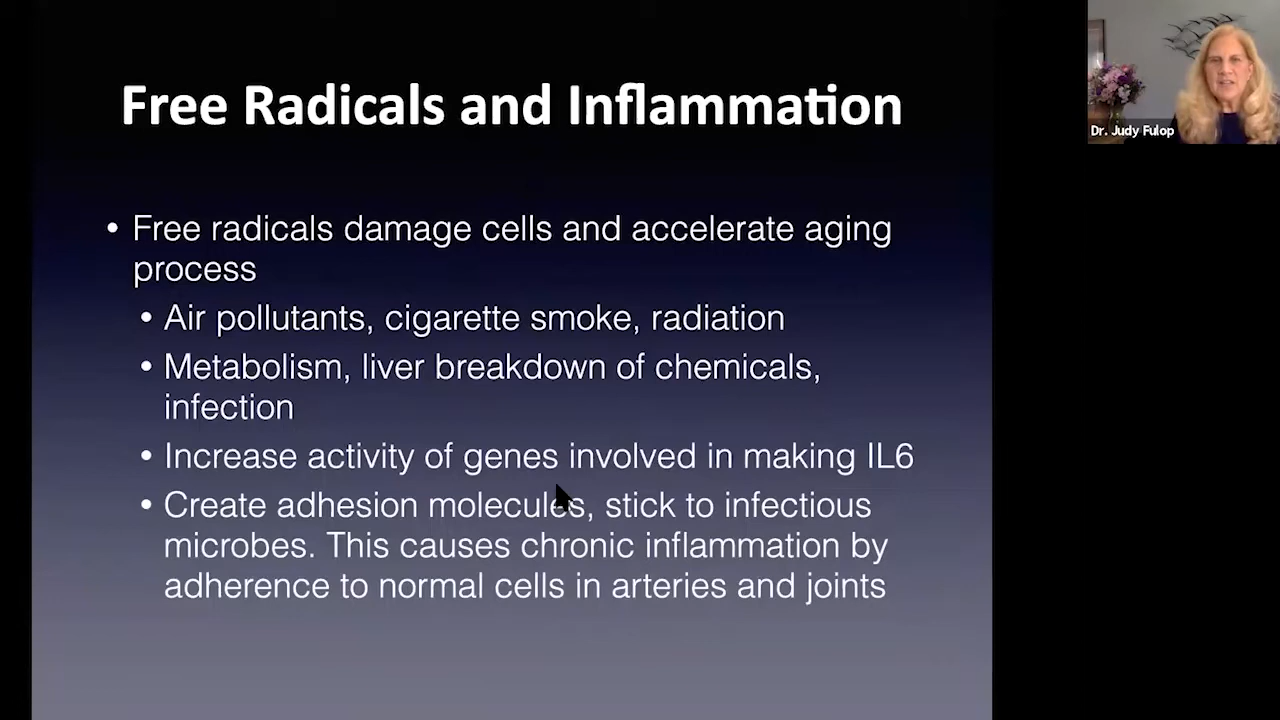 Free Radicals and Inflammation
• Free radicals damage cells and accelerate aging
process
• Air pollutants, cigarette smoke, radiation
• Metabolism, liver breakdown of chemicals,
infection
• Increase activity of genes involved in making IL6
• Create adhesion molecules, stick to infectious
microbes. This causes chronic inflammation by
adherence to normal cells in arteries and joints
Dr. Judy Fulop